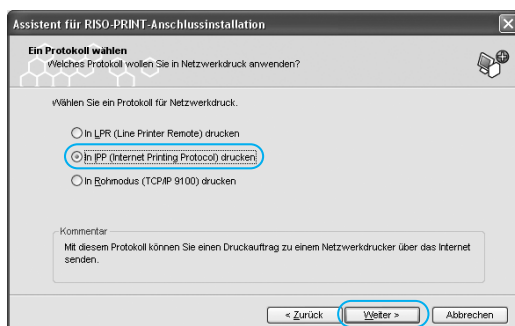 Assistent für RISO-PRINT-Anschlussinstallation
Ein Protokoll wählen
Welches Protokoll wollen Sie in Netzwerkdruck anwenden?
Wählen Sie ein Protokoll für Netzwerkdruck.
In LPR (Line Printer Remote) drucken
In IPP (Internet Printing Protocol) drucken
In Rohmodus (TCP/IP 9100) drucken
Kommentar
Mit diesem Protokoll können Sie einen Druckauftrag zu einem Netzwerkdrucker über das Internet
senden.
< Zurück Weiter > Abbrechen